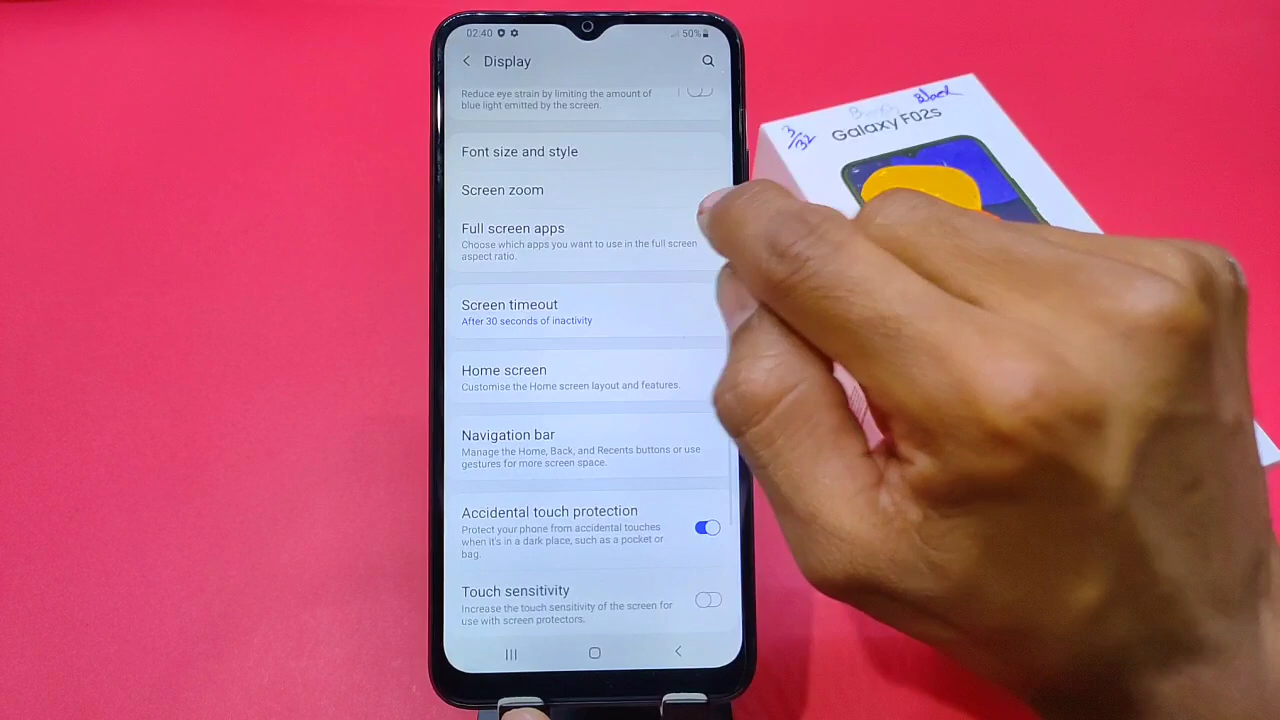 02:40
50%
Display
Reduce eye strain by limiting the amount of
blue light emitted by the screen.
Font size and style
Screen zoom
Full screen apps
Choose which apps you want to use in the full screen
aspect ratio.
Screen timeout
After 30 seconds of inactivity
Home screen
Customise the Home screen layout and features.
Navigation bar
Manage the Home, Back, and Recents buttons or use
gestures for more screen space.
Accidental touch protection
Protect your phone from accidental touches
when it's in a dark place, such as a pocket or
bag.
Touch sensitivity
Increase the touch sensitivity of the screen for
use with screen protectors.
Black
3/32
Galaxy F02s